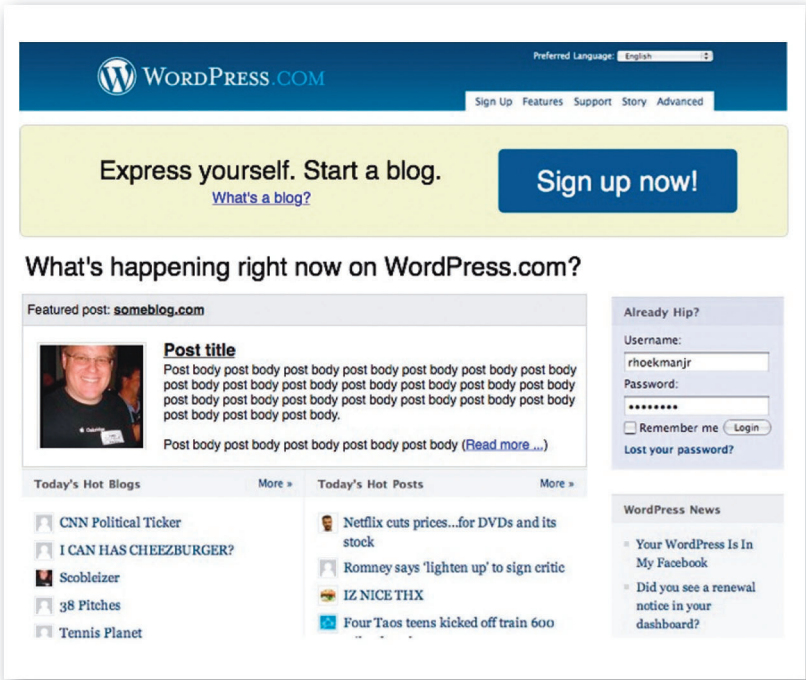 WORDPRESS.COM
Preferred Language: English
Sign Up Features Support Story Advanced
Express yourself. Start a blog.
What's a blog?
Sign up now!
What's happening right now on WordPress.com?
Featured post: someblog.com
Post title
Post body post body post body post body post body post body post body
post body post body post body post body post body post body post body
post body post body post body post body post body post body post body
post body post body post body.
Post body post body post body post body post body (Read more ...)
Today's Hot Blogs More »
CNN Political Ticker
I CAN HAS CHEEZBURGER?
Scobleizer
38 Pitches
Tennis Planet
Today's Hot Posts More »
Netflix cuts prices...for DVDs and its
stock
Romney says 'lighten up' to sign critic
IZ NICE THX
Four Taos teens kicked off train 600
Already Hip?
Username:
rhoekmanjr
Password:
••••••••
Remember me Login
Lost your password?
WordPress News
Your WordPress Is In
My Facebook
Did you see a renewal
notice in your
dashboard?